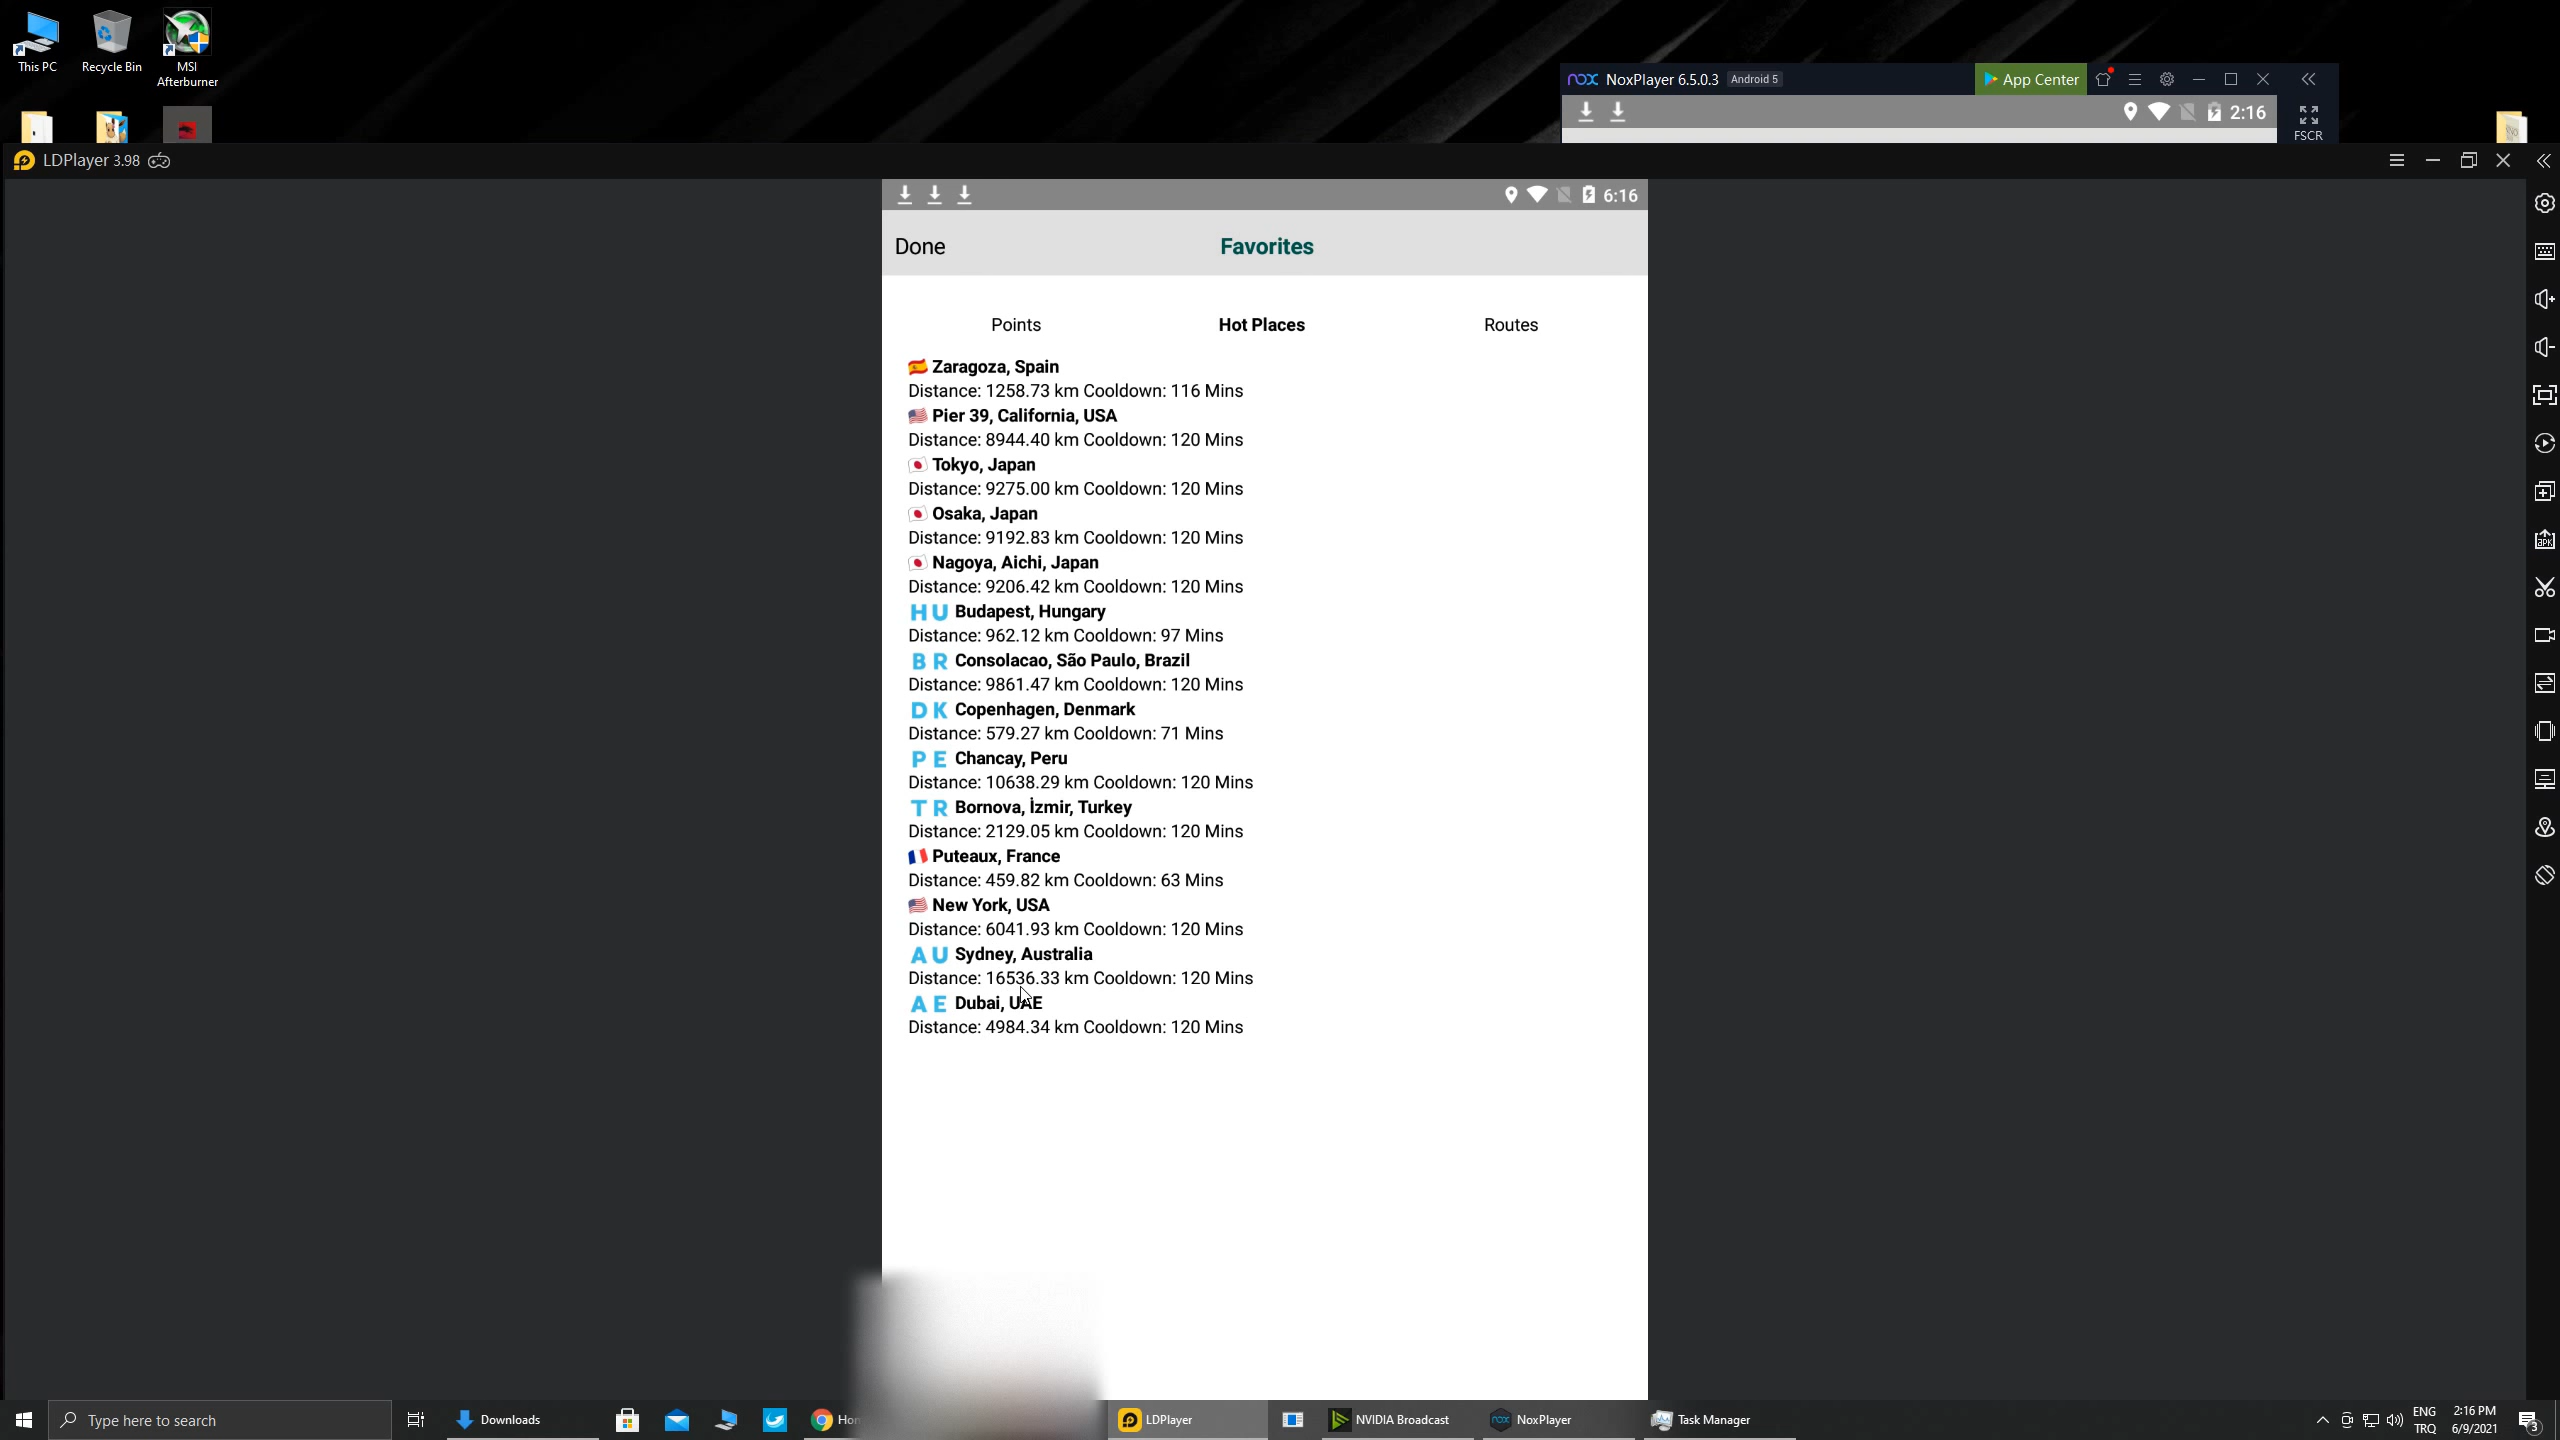 This PC
Recycle Bin
MSI
Afterburner
NoxPlayer 6.5.0.3
Android 5
App Center
2:16
FSCR
LDPlayer 3.98
6:16
Done
Favorites
Points
Hot Places
Routes
Zaragoza, Spain
Distance: 1258.73 km Cooldown: 116 Mins
Pier 39, California, USA
Distance: 8944.40 km Cooldown: 120 Mins
Tokyo, Japan
Distance: 9275.00 km Cooldown: 120 Mins
Osaka, Japan
Distance: 9192.83 km Cooldown: 120 Mins
Nagoya, Aichi, Japan
Distance: 9206.42 km Cooldown: 120 Mins
HU Budapest, Hungary
Distance: 962.12 km Cooldown: 97 Mins
BR Consolacao, São Paulo, Brazil
Distance: 9861.47 km Cooldown: 120 Mins
DK Copenhagen, Denmark
Distance: 579.27 km Cooldown: 71 Mins
PE Chancay, Peru
Distance: 10638.29 km Cooldown: 120 Mins
TR Bornova, İzmir, Turkey
Distance: 2129.05 km Cooldown: 120 Mins
Puteaux, France
Distance: 459.82 km Cooldown: 63 Mins
New York, USA
Distance: 6041.93 km Cooldown: 120 Mins
AU Sydney, Australia
Distance: 16536.33 km Cooldown: 120 Mins
AE Dubai, UAE
Distance: 4984.34 km Cooldown: 120 Mins
Type here to search
Downloads
LDPlayer
NVIDIA Broadcast
NoxPlayer
Task Manager
ENG
TRQ
2:16 PM
6/9/2021
3